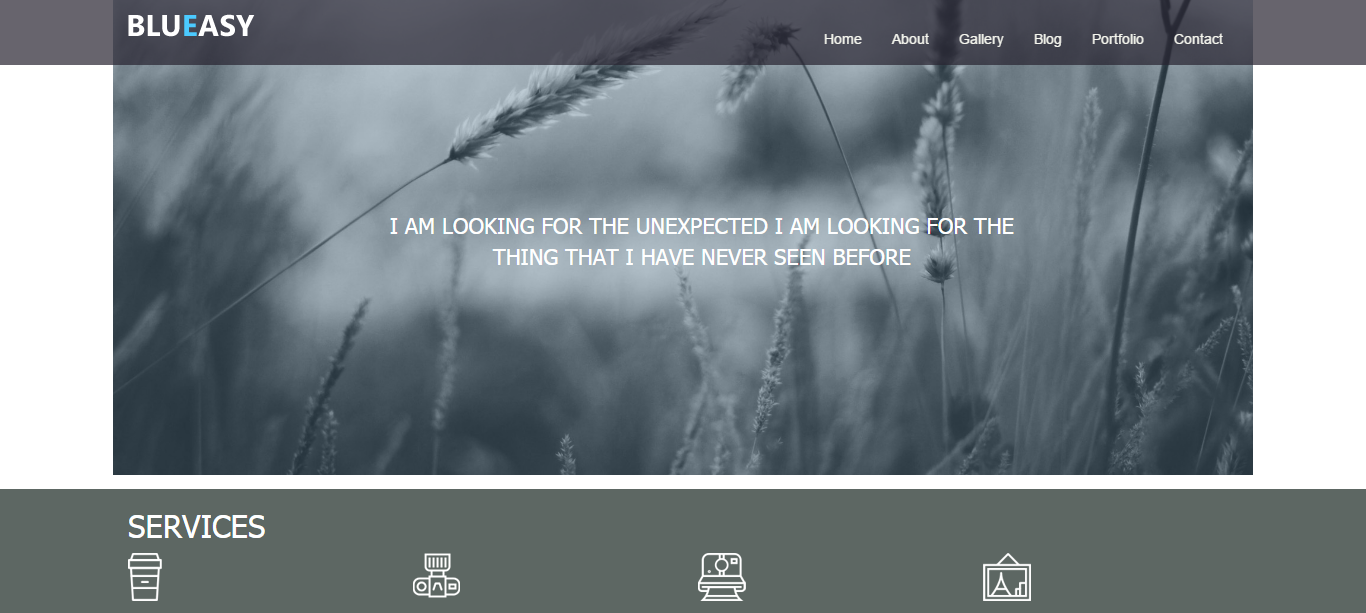 BLUEASY
Home About Gallery Blog Portfolio Contact
I AM LOOKING FOR THE UNEXPECTED I AM LOOKING FOR THE
THING THAT I HAVE NEVER SEEN BEFORE
SERVICES